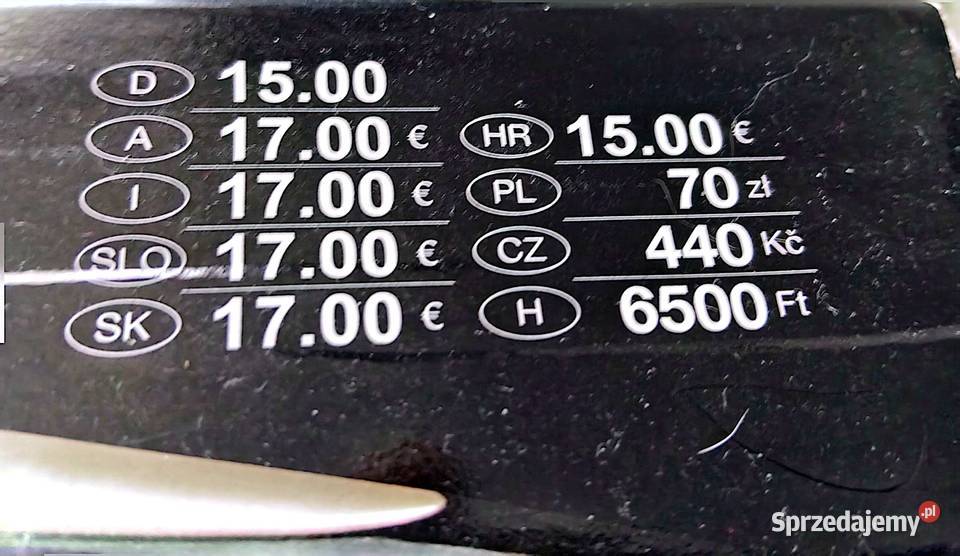 D 15.00
A 17.00 €
I 17.00 €
SLO 17.00 €
SK 17.00 €
HR 15.00 €
PL 70 zł
CZ 440 Kč
H 6500 Ft
Sprzedajemy.pl